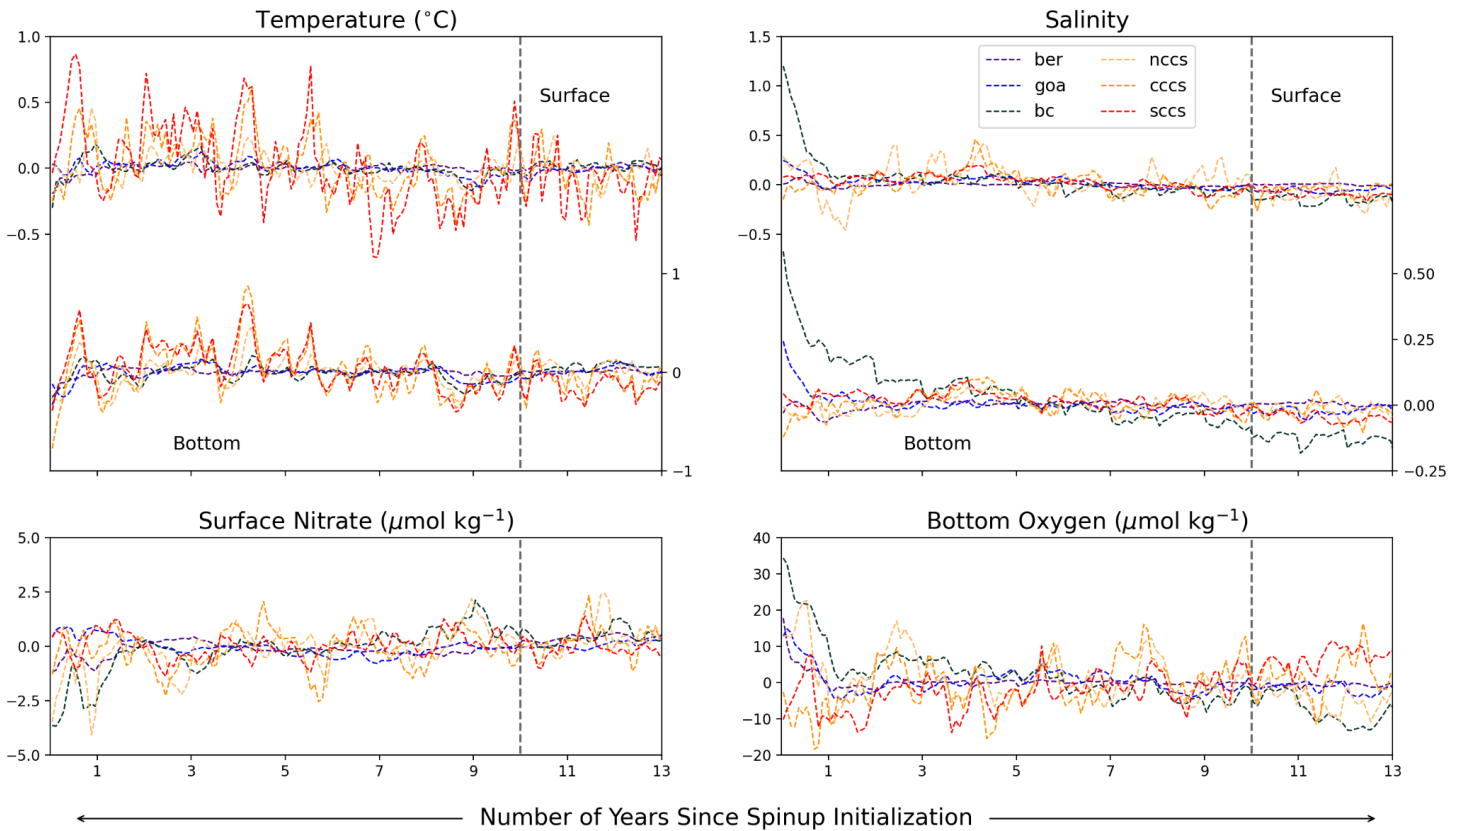 Temperature (°C)
1.0
0.5
0.0
−0.5
Surface
1
0
−1
Bottom
Salinity
1.5
1.0
0.5
0.0
−0.5
ber
goa
bc
nccs
cccs
sccs
Surface
0.50
0.25
0.00
−0.25
Bottom
Surface Nitrate (μmol kg⁻¹)
5.0
2.5
0.0
−2.5
−5.0
1 3 5 7 9 11 13
Bottom Oxygen (μmol kg⁻¹)
40
30
20
10
0
−10
−20
1 3 5 7 9 11 13
Number of Years Since Spinup Initialization